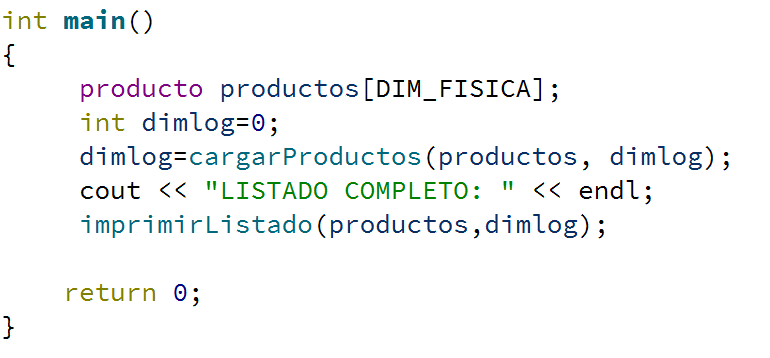 int main()
{
producto productos[DIM_FISICA];
int dimlog=0;
dimlog=cargarProductos(productos, dimlog);
cout << "LISTADO COMPLETO: " << endl;
imprimirListado(productos,dimlog);
return 0;
}